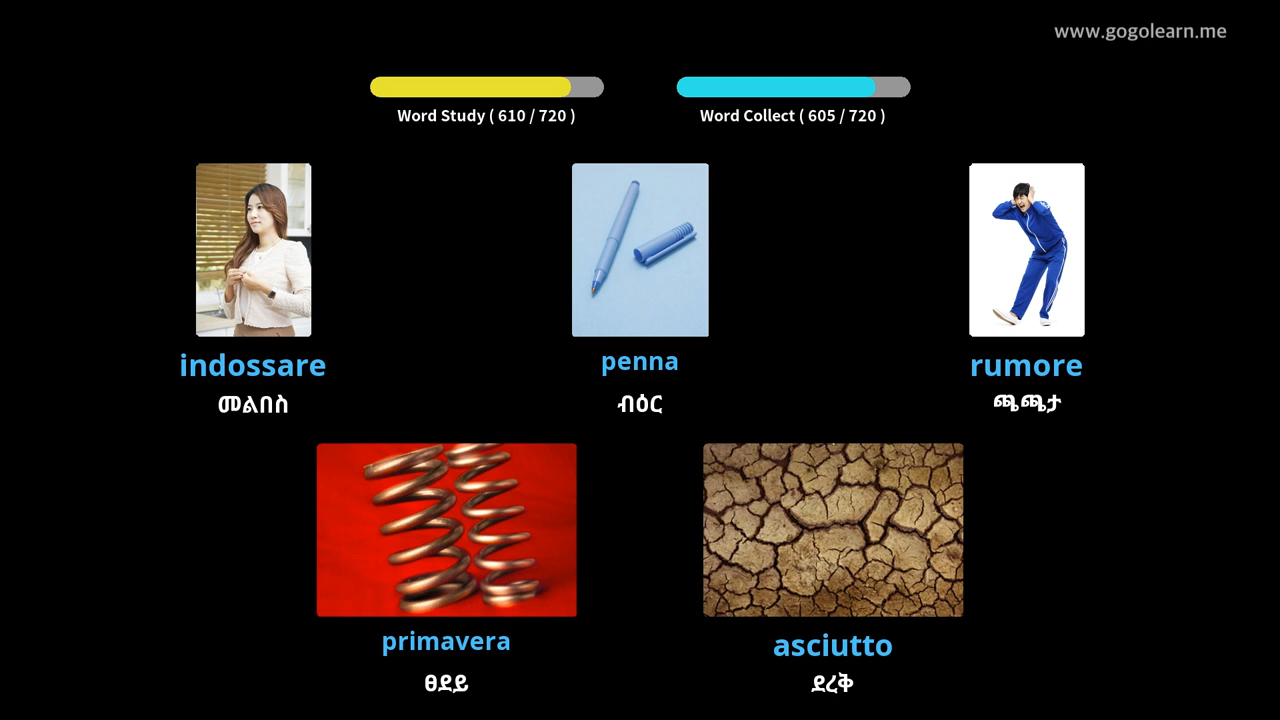 www.gogolearn.me
Word Study ( 610 / 720 )
Word Collect ( 605 / 720 )
indossare
መልበስ
penna
ብዕር
rumore
ጫጫታ
primavera
ፀደይ
asciutto
ደረቅ